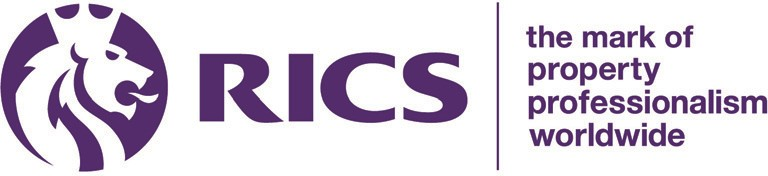 RICS
the mark of
property
professionalism
worldwide